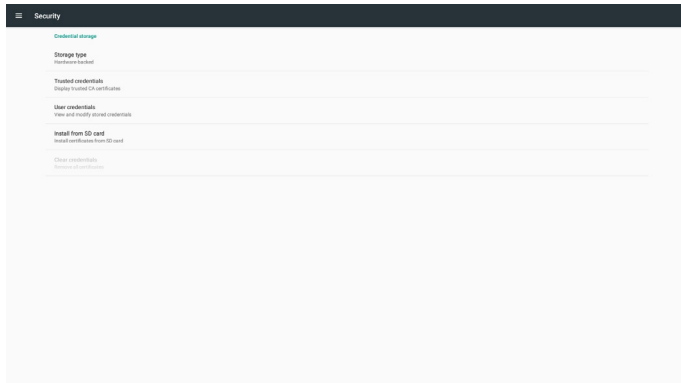 Security
Credential storage
Storage type
Hardware-backed
Trusted credentials
Display trusted CA certificates
User credentials
View and modify stored credentials
Install from SD card
Install certificates from SD card
Clear credentials
Remove all certificates